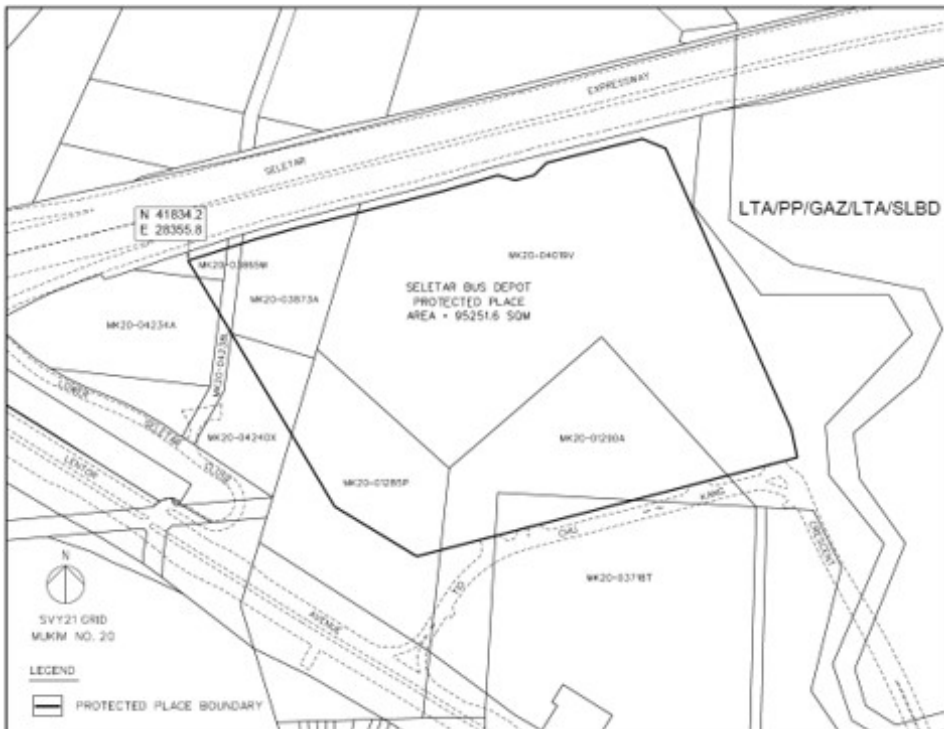 EXPRESSWAY
SELETAR
N 41834.2
E 28355.8
LTA/PP/GAZ/LTA/SLBD
MK20-04019V
MK20-03873A
SELETAR BUS DEPOT
PROTECTED PLACE
AREA = 95251.6 SQM
MK20-04234A
LOWER
SELETAR
CLOSE
MK20-04240X
MK20-01290A
LENTOR
MK20-01285P
KANG
CHU
YIO
CRESCENT
MK20-03718T
AVENUE
N
SVY21 GRID
MUKIM NO. 20
LEGEND
PROTECTED PLACE BOUNDARY